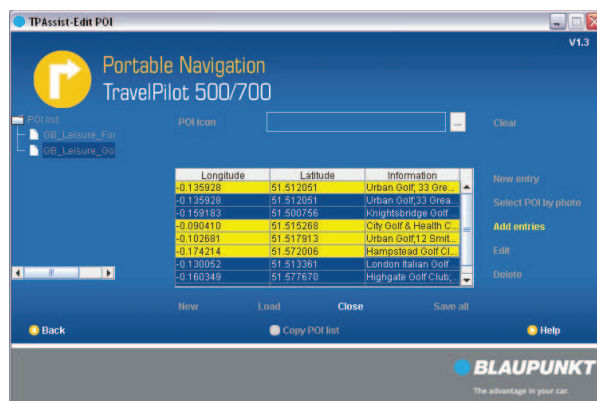 TPAssist-Edit POI
V1.3
Portable Navigation
TravelPilot 500/700
POI list
GB_Leisure_Fo
GB_Leisure_Go
POI icon ... Clear
Longitude Latitude Information
-0.135928 51.512051 Urban Golf; 33 Gre...
-0.135928 51.512051 Urban Golf;33 Grea...
-0.159183 51.500756 Knightsbridge Golf ...
-0.090410 51.515268 City Golf & Health C...
-0.102681 51.517913 Urban Golf;12 Smit...
-0.174214 51.572006 Hampstead Golf Cl...
-0.130052 51.513361 London Italian Golf ...
-0.160349 51.577670 Highgate Golf Club;...
New entry
Select POI by photo
Add entries
Edit
Delete
New Load Close Save all
Back Copy POI list Help
BLAUPUNKT
The advantage in your car.